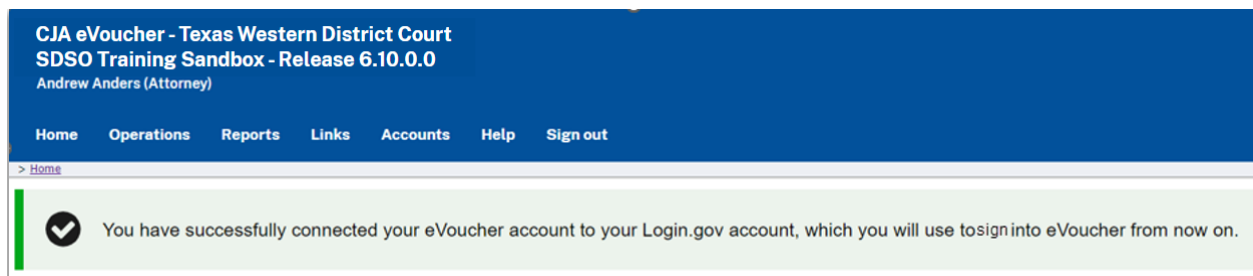 CJA eVoucher - Texas Western District Court
SDSO Training Sandbox - Release 6.10.0.0
Andrew Anders (Attorney)
Home Operations Reports Links Accounts Help Sign out
> Home
You have successfully connected your eVoucher account to your Login.gov account, which you will use tosign into eVoucher from now on.